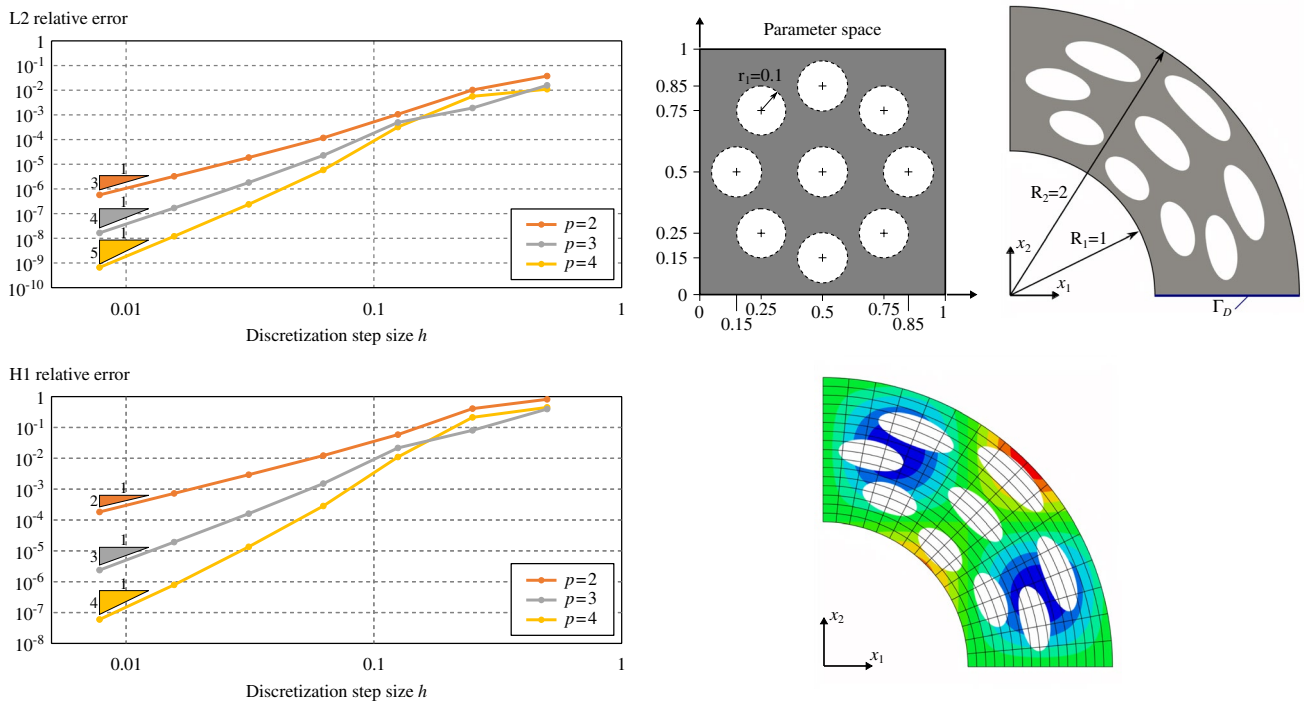 L2 relative error
1
10-1
10-2
10-3
10-4
10-5
10-6
10-7
10-8
10-9
10-10
1
3
1
4
1
5
p=2
p=3
p=4
0.01
0.1
1
Discretization step size h
Parameter space
1
0.85
0.75
0.5
0.25
0.15
0
r1=0.1
0
0.15
0.25
0.5
0.75
0.85
1
R2=2
R1=1
x2
x1
ΓD
H1 relative error
1
10-1
10-2
10-3
10-4
10-5
10-6
10-7
10-8
1
2
1
3
1
4
p=2
p=3
p=4
0.01
0.1
1
Discretization step size h
x2
x1